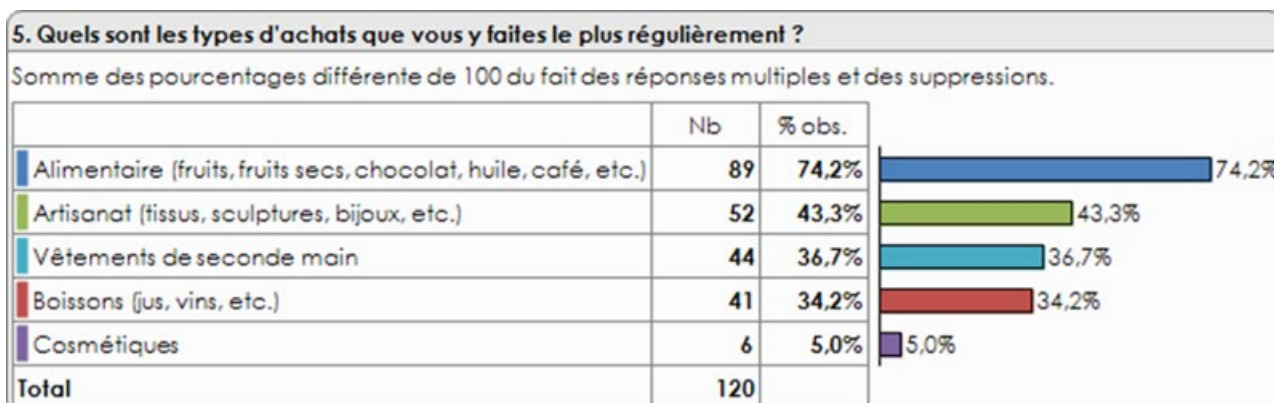 5. Quels sont les types d'achats que vous y faites le plus régulièrement ?
Somme des pourcentages différente de 100 du fait des réponses multiples et des suppressions.
Nb % obs.
Alimentaire (fruits, fruits secs, chocolat, huile, café, etc.) 89 74,2% 74,2%
Artisanat (tissus, sculptures, bijoux, etc.) 52 43,3% 43,3%
Vêtements de seconde main 44 36,7% 36,7%
Boissons (jus, vins, etc.) 41 34,2% 34,2%
Cosmétiques 6 5,0% 5,0%
Total 120